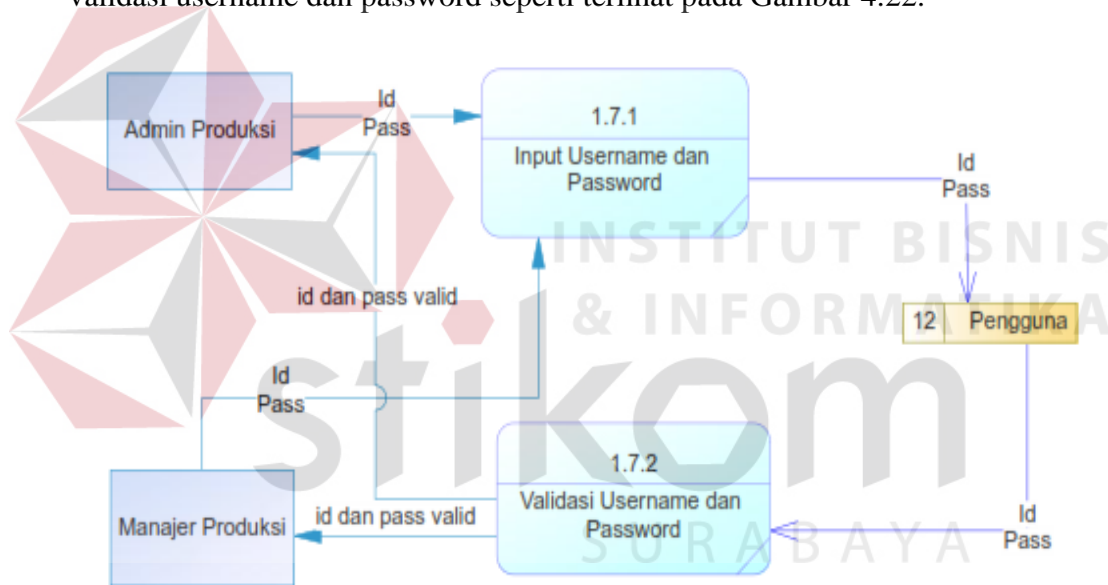 validasi username dan password seperti terlihat pada Gambar 4.22.
Admin Produksi
Id
Pass
1.7.1
Input Username dan
Password
Id
Pass
INSTITUT BISNIS
& INFORMATIKA
id dan pass valid
12 Pengguna
stikom
Id
Pass
1.7.2
Validasi Username dan
Password
Manajer Produksi
id dan pass valid
Id
Pass
SURABAYA